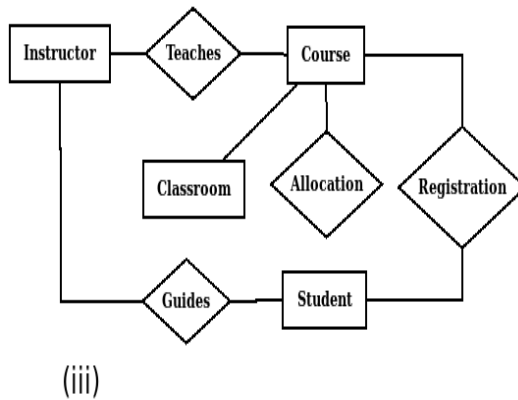 Instructor
Teaches
Course
Classroom
Allocation
Registration
Guides
Student
(iii)